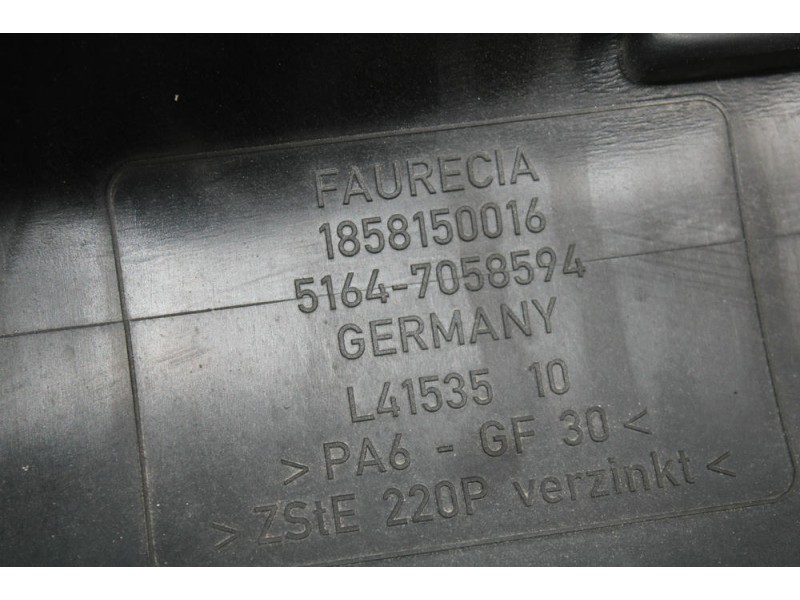 FAURECIA
1858150016
5164-7058594
GERMANY
L41535 10
>PA6 - GF 30<
>ZStE 220P verzinkt<